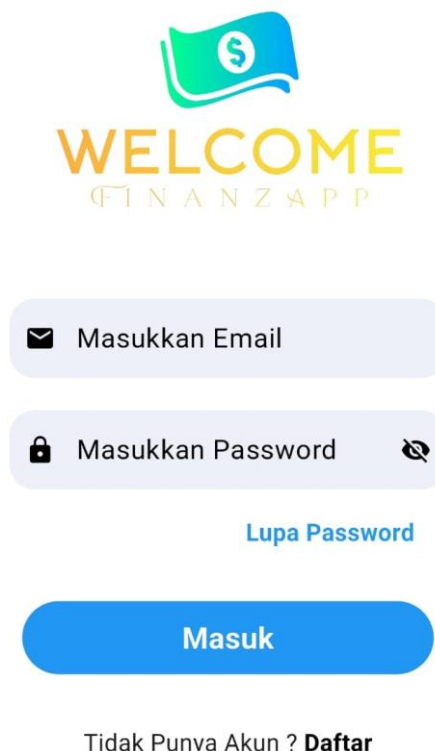 $
WELCOME
FINANZAPP
Masukkan Email
Masukkan Password
Lupa Password
Masuk
Tidak Punya Akun ? Daftar